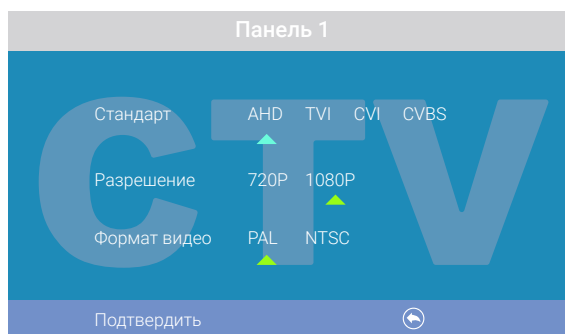 Панель 1
CTV
Стандарт AHD TVI CVI CVBS
Разрешение 720P 1080P
Формат видео PAL NTSC
Подтвердить